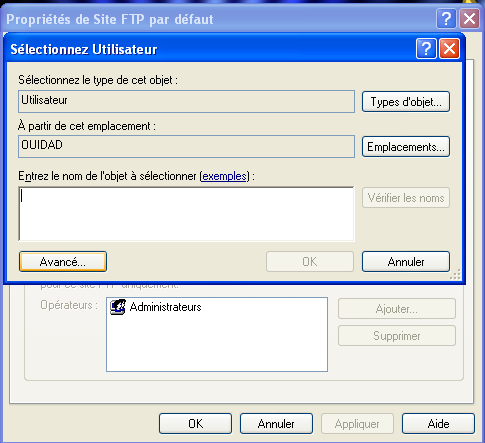 Propriétés de Site FTP par défaut
Sélectionnez Utilisateur
Sélectionnez le type de cet objet :
Utilisateur
Types d'objet...
À partir de cet emplacement :
OUIDAD
Emplacements...
Entrez le nom de l'objet à sélectionner (exemples) :
Vérifier les noms
Avancé...
OK
Annuler
pour ce site FTP uniquement.
Opérateurs :
Administrateurs
Ajouter...
Supprimer
OK
Annuler
Appliquer
Aide